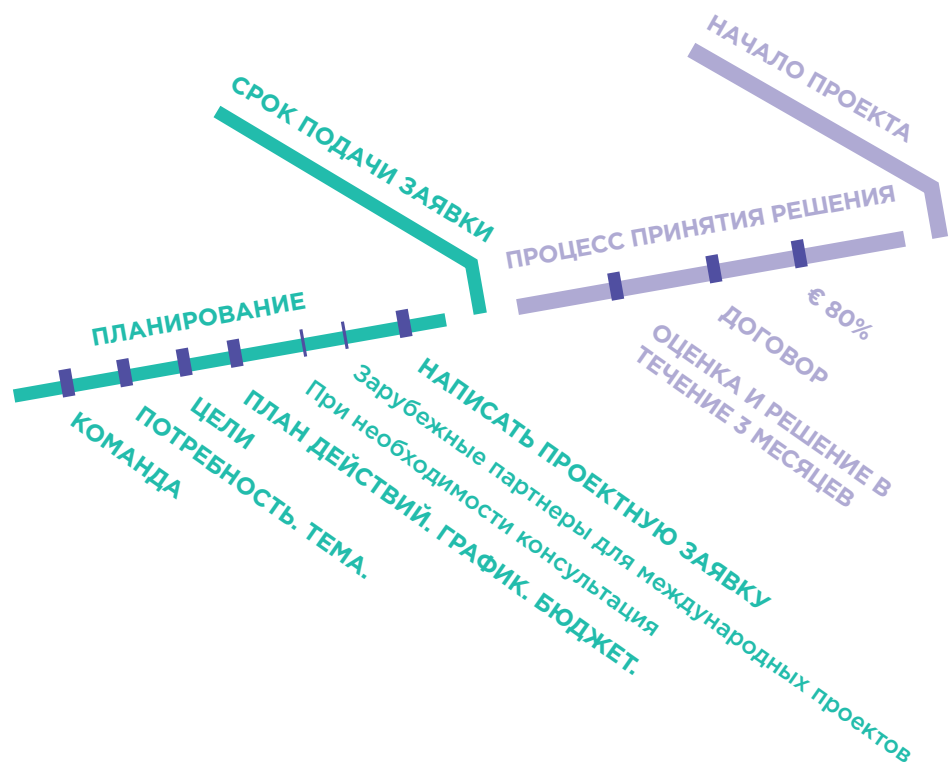 СРОК ПОДАЧИ ЗАЯВКИ
ПЛАНИРОВАНИЕ
КОМАНДА
ПОТРЕБНОСТЬ. ТЕМА.
ЦЕЛИ
ПЛАН ДЕЙСТВИЙ. ГРАФИК. БЮДЖЕТ.
При необходимости консультация
Зарубежные партнеры для международных проектов
НАПИСАТЬ ПРОЕКТНУЮ ЗАЯВКУ
НАЧАЛО ПРОЕКТА
ПРОЦЕСС ПРИНЯТИЯ РЕШЕНИЯ
ОЦЕНКА И РЕШЕНИЕ В
ТЕЧЕНИЕ 3 МЕСЯЦЕВ
ДОГОВОР
€ 80%